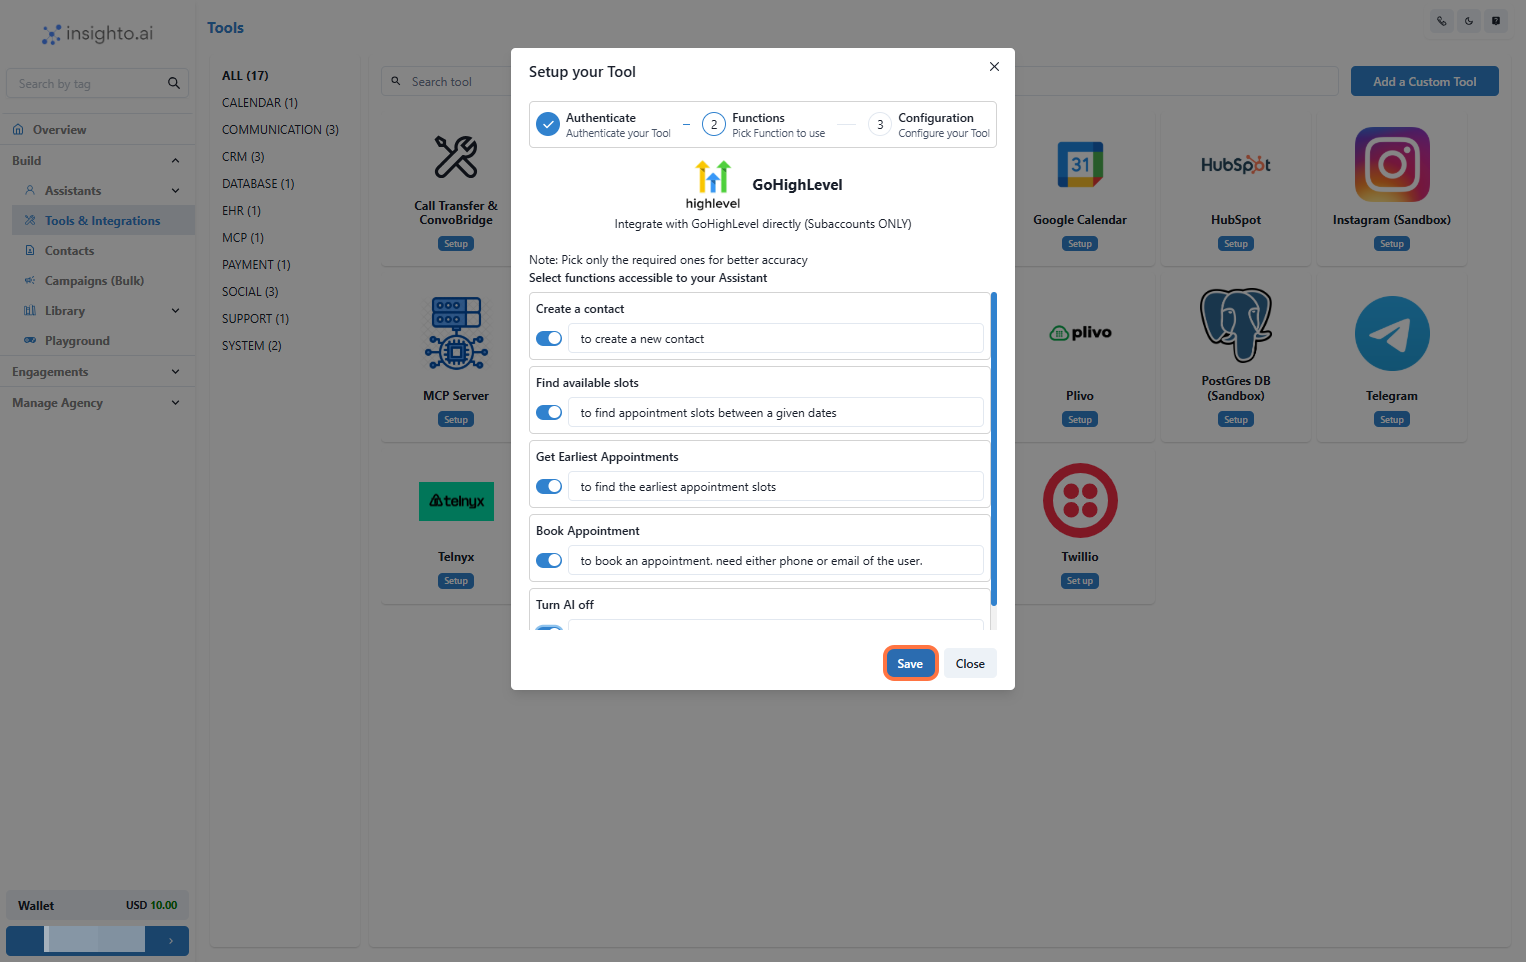 insighto.ai
Search by tag
Overview
Build
Assistants
Tools & Integrations
Contacts
Campaigns (Bulk)
Library
Playground
Engagements
Manage Agency
Wallet
USD 10.00
Tools
ALL (17)
CALENDAR (1)
COMMUNICATION (3)
CRM (3)
DATABASE (1)
EHR (1)
MCP (1)
PAYMENT (1)
SOCIAL (3)
SUPPORT (1)
SYSTEM (2)
Search tool
Add a Custom Tool
Call Transfer &
ConvoBridge
Setup
31
Google Calendar
Setup
HubSpot
HubSpot
Setup
Instagram (Sandbox)
Setup
MCP Server
Setup
plivo
Plivo
Setup
PostGres DB
(Sandbox)
Setup
Telegram
Setup
telnyx
Telnyx
Setup
Twillio
Set up
Setup your Tool
Authenticate
Authenticate your Tool
2
Functions
Pick Function to use
3
Configuration
Configure your Tool
highlevel
GoHighLevel
Integrate with GoHighLevel directly (Subaccounts ONLY)
Note: Pick only the required ones for better accuracy
Select functions accessible to your Assistant
Create a contact
to create a new contact
Find available slots
to find appointment slots between a given dates
Get Earliest Appointments
to find the earliest appointment slots
Book Appointment
to book an appointment. need either phone or email of the user.
Turn AI off
Save
Close